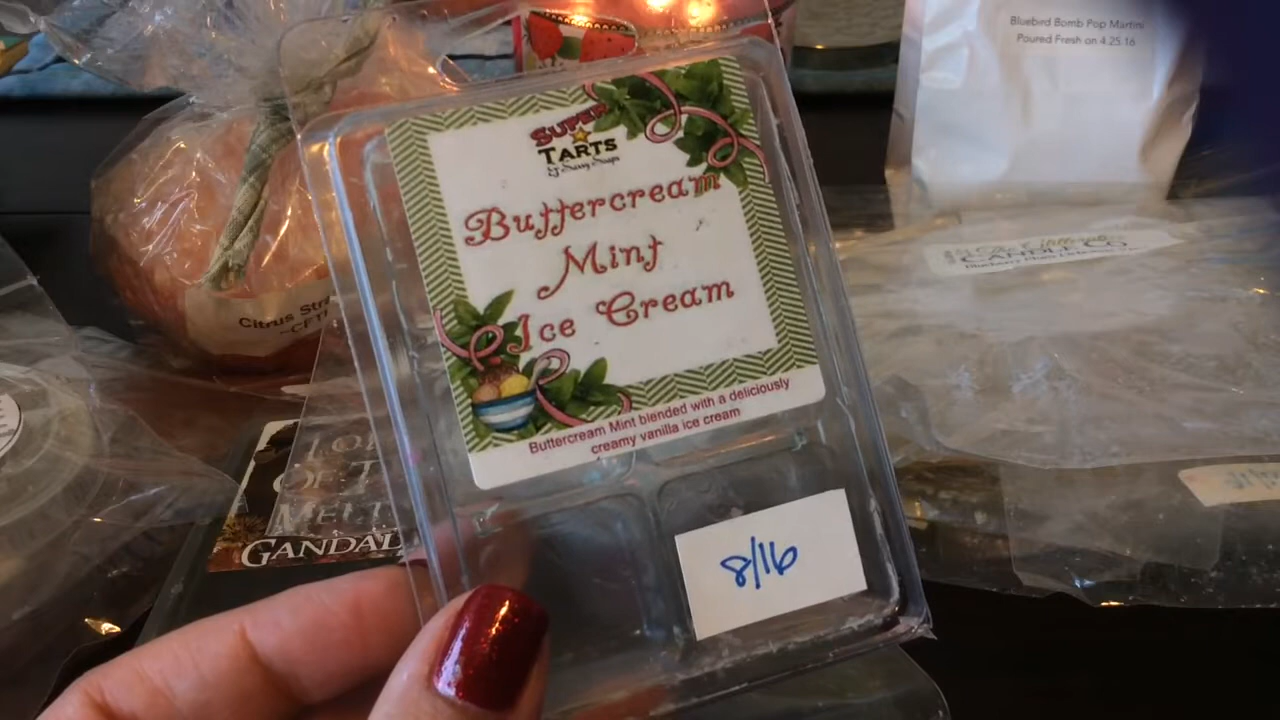 Bluebird Bomb Pop Martini
Poured Fresh on 4.25.16
SUPER
TARTS
Buttercream
Mint
Ice Cream
Buttercream Mint blended with a deliciously
creamy vanilla ice cream
8/16
CANDLE CO
Citrus
GANDAL